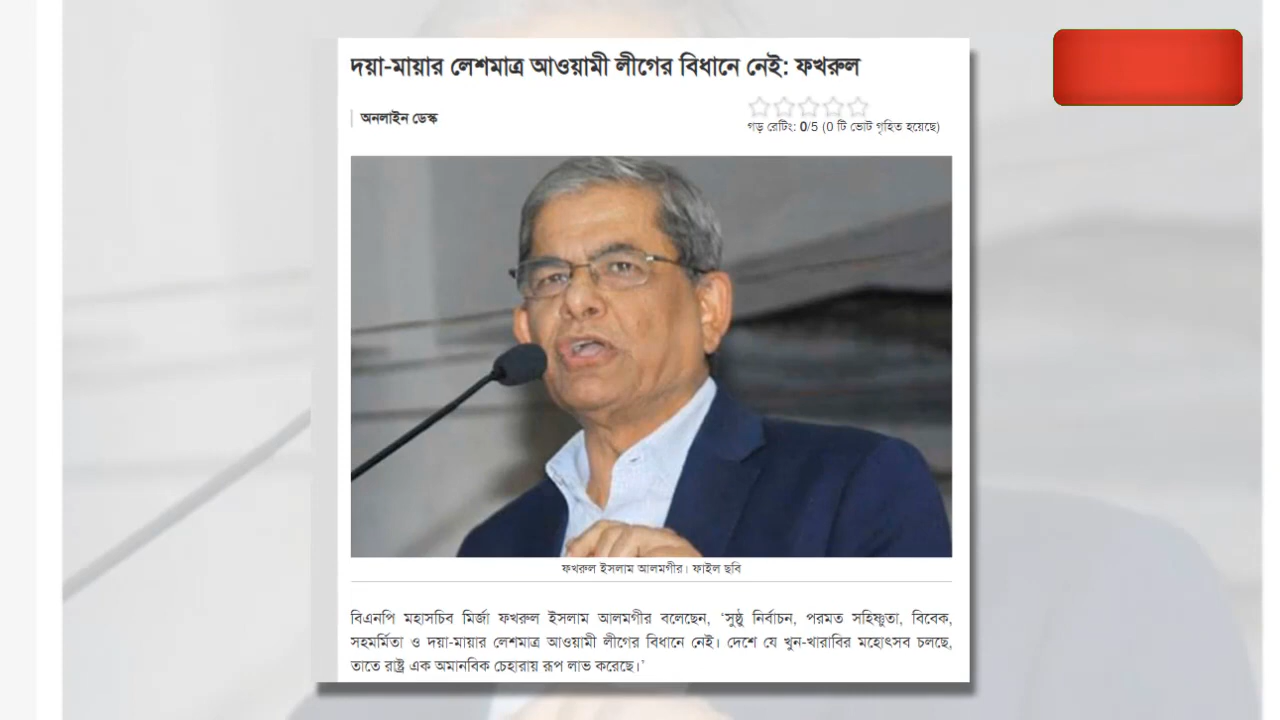 দয়া-মায়ার লেশমাত্র আওয়ামী লীগের বিধানে নেই: ফখরুল
অনলাইন ডেস্ক
গড় রেটিং: 0/5 (0 টি ভোট গৃহিত হয়েছে)
ফখরুল ইসলাম আলমগীর। ফাইল ছবি
বিএনপি মহাসচিব মির্জা ফখরুল ইসলাম আলমগীর বলেছেন, ‘সুষ্ঠু নির্বাচন, পরমত সহিষ্ণুতা, বিবেক,
সহমর্মিতা ও দয়া-মায়ার লেশমাত্র আওয়ামী লীগের বিধানে নেই। দেশে যে খুন-খারাবির মহোৎসব চলছে,
তাতে রাষ্ট্র এক অমানবিক চেহারায় রূপ লাভ করেছে।’